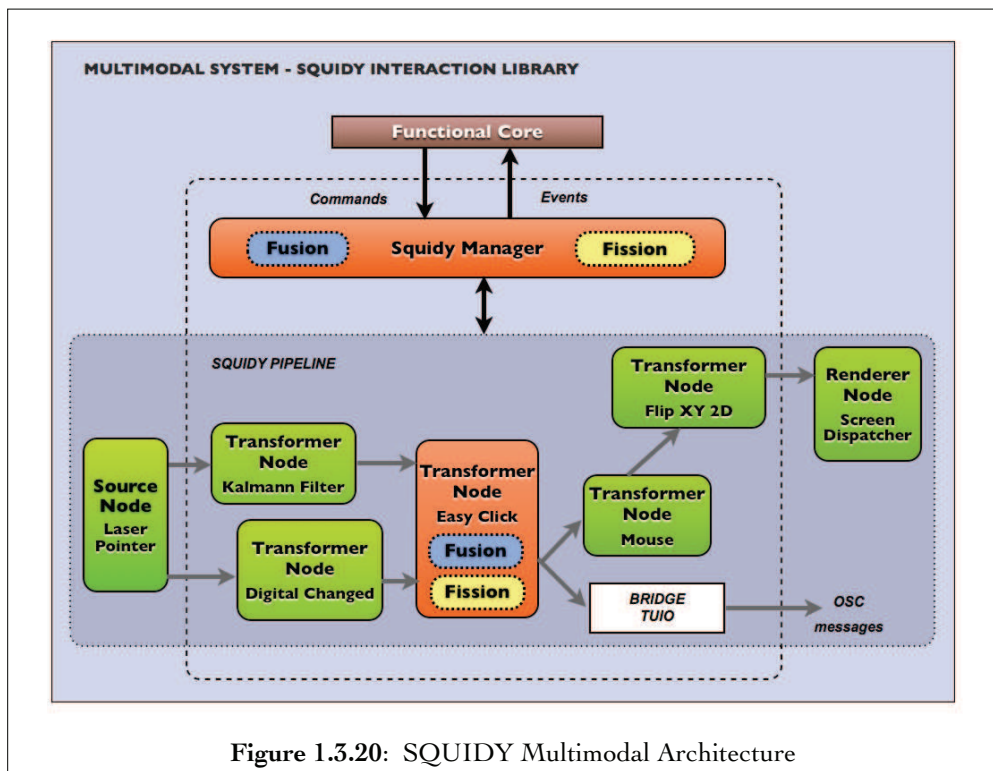 MULTIMODAL SYSTEM - SQUIDY INTERACTION LIBRARY
Functional Core
Commands
Events
Fusion
Squidy Manager
Fission
SQUIDY PIPELINE
Source
Node
Laser
Pointer
Transformer
Node
Kalmann Filter
Transformer
Node
Digital Changed
Transformer
Node
Easy Click
Fusion
Fission
Transformer
Node
Flip XY 2D
Transformer
Node
Mouse
BRIDGE
TUIO
Renderer
Node
Screen
Dispatcher
OSC
messages
Figure 1.3.20: SQUIDY Multimodal Architecture